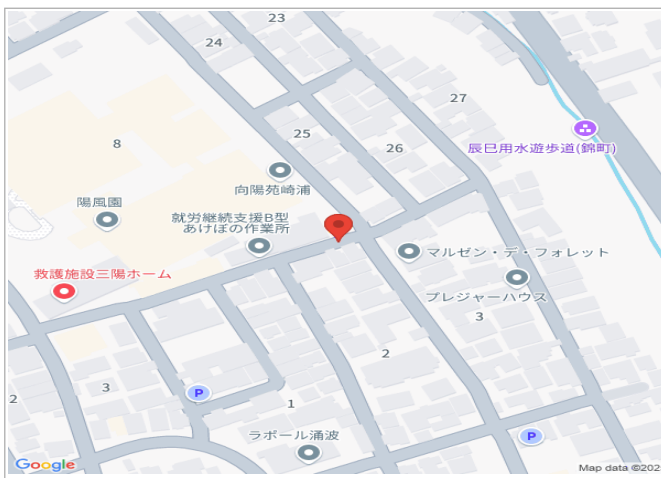 23
24
27
25
8
26
辰巳用水遊歩道(錦町)
向陽苑崎浦
陽風園
就労継続支援B型
あけぼの作業所
マルゼン・デ・フォレット
救護施設三陽ホーム
プレジャーハウス
3
2
3
P
2
1
ラポール涌波
P
Google
Map data ©202